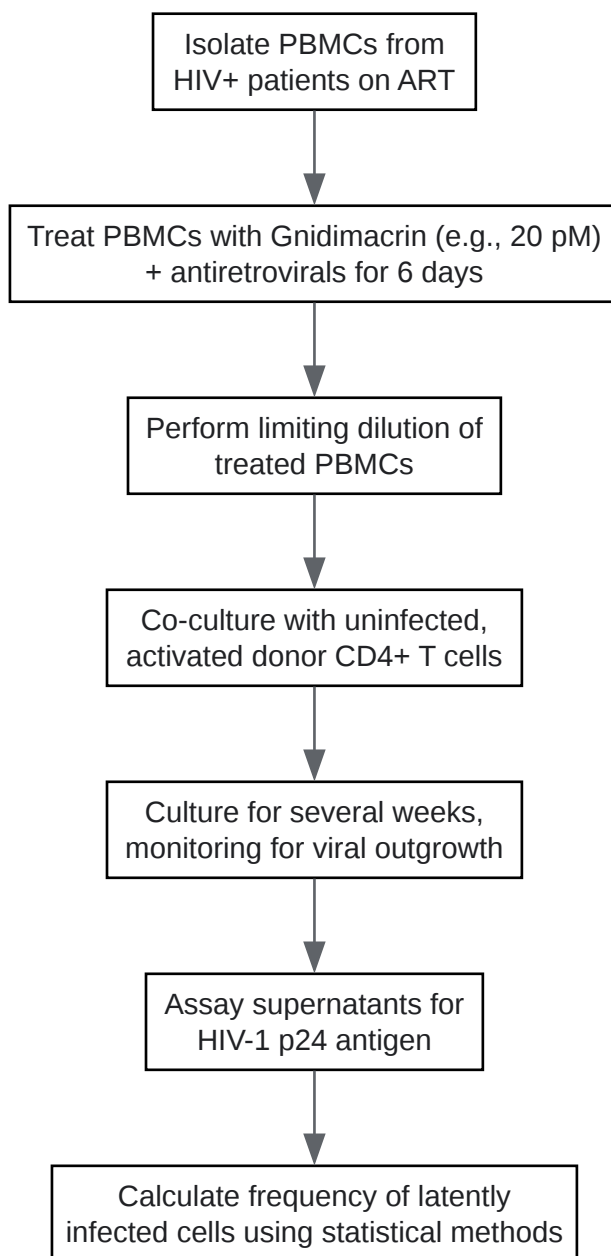 Isolate PBMCs from
HIV+ patients on ART
Treat PBMCs with Gnidimacrin (e.g., 20 pM)
+ antiretrovirals for 6 days
Perform limiting dilution of
treated PBMCs
Co-culture with uninfected,
activated donor CD4+ T cells
Culture for several weeks,
monitoring for viral outgrowth
Assay supernatants for
HIV-1 p24 antigen
Calculate frequency of latently
infected cells using statistical methods